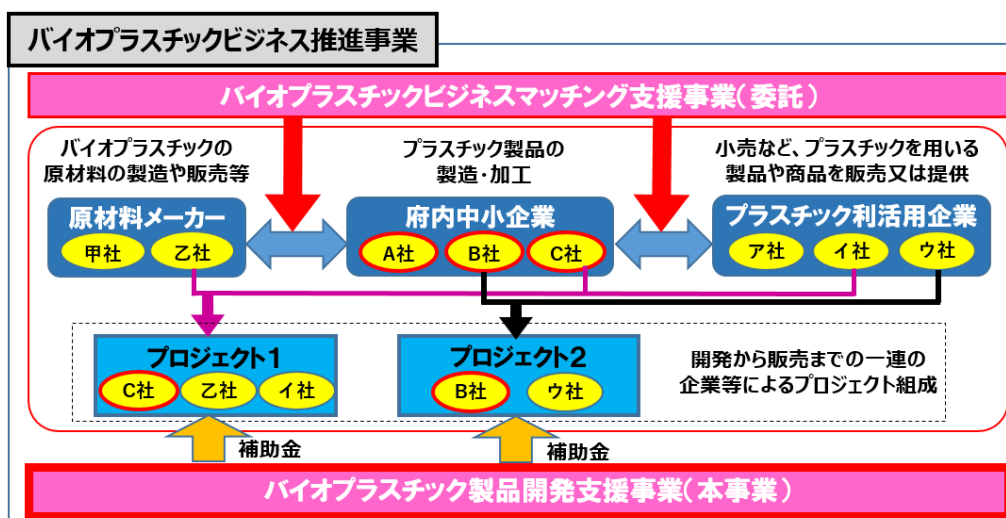 バイオプラスチックビジネス推進事業
バイオプラスチックビジネスマッチング支援事業(委託)
バイオプラスチックの
原材料の製造や販売等
プラスチック製品の
製造・加工
小売など、プラスチックを用いる
製品や商品を販売又は提供
原材料メーカー
甲社
乙社
府内中小企業
A社
B社
C社
プラスチック利活用企業
ア社
イ社
ウ社
プロジェクト1
C社
乙社
イ社
プロジェクト2
B社
ウ社
開発から販売までの一連の
企業等によるプロジェクト組成
補助金
補助金
バイオプラスチック製品開発支援事業(本事業)